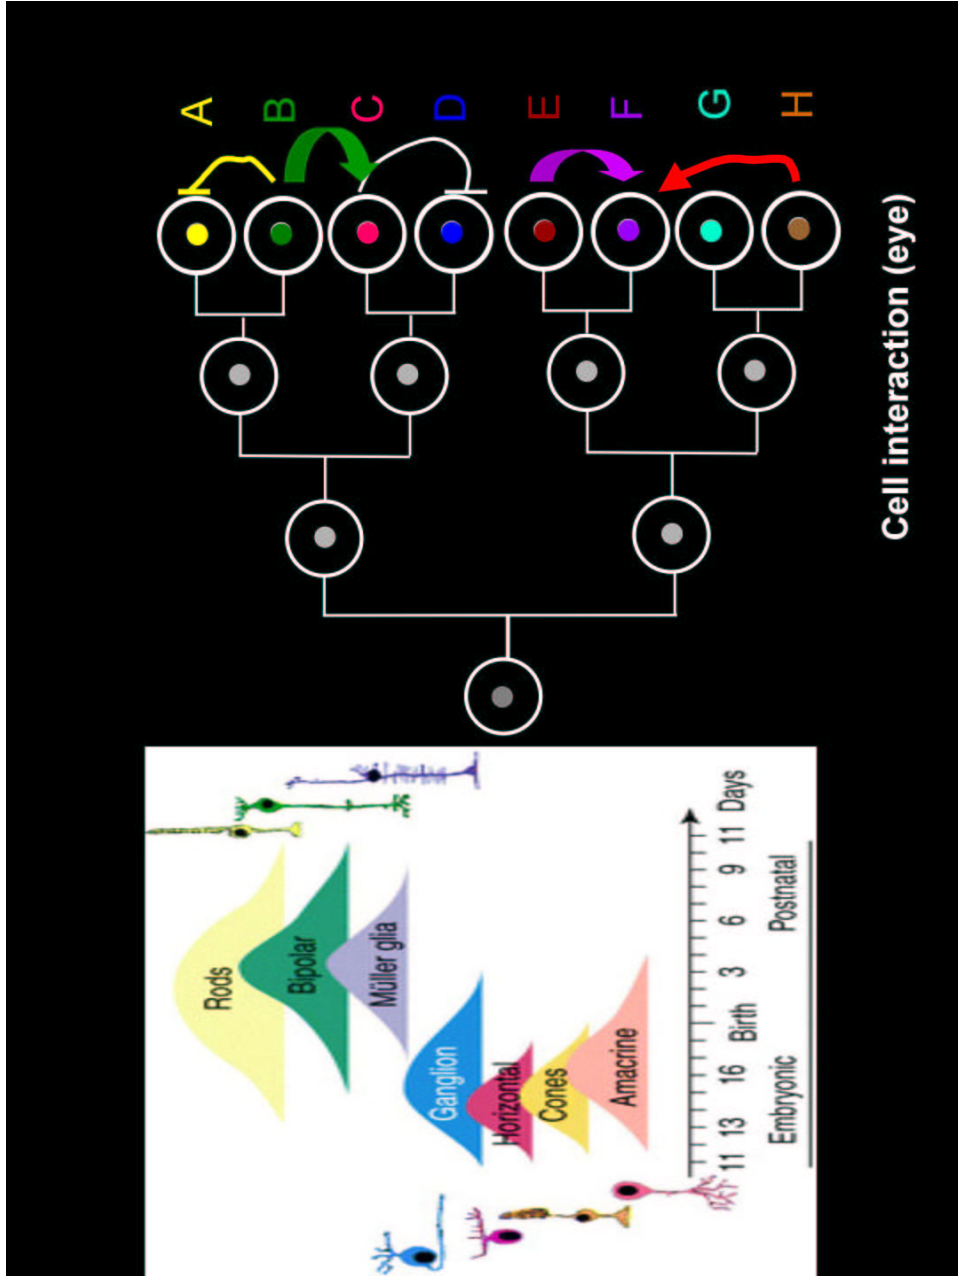 Cell interaction (eye)
A
B
C
D
E
F
G
H
Rods
Bipolar
Müller glia
Ganglion
Horizontal
Cones
Amacrine
11 13 16 Birth 3 6 9 11 Days
Embryonic Postnatal